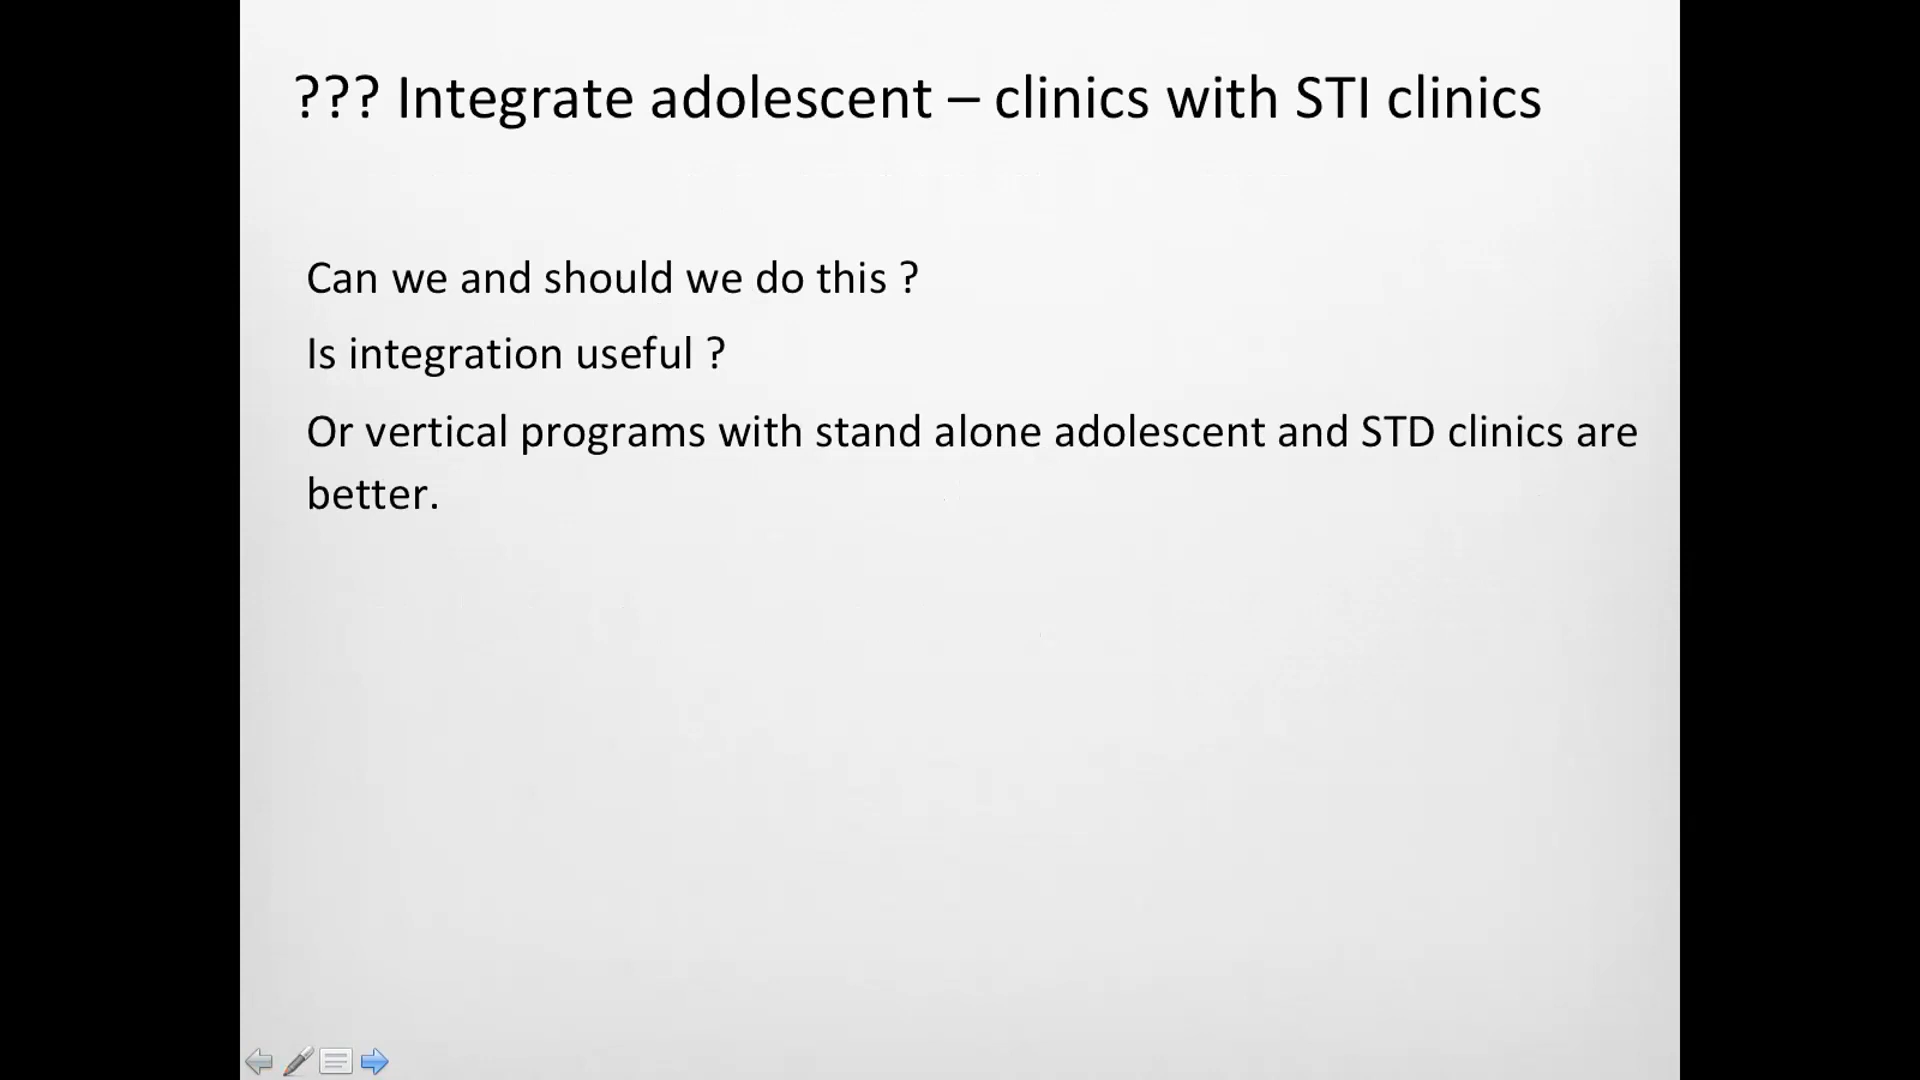 ??? Integrate adolescent – clinics with STI clinics
Can we and should we do this ?
Is integration useful ?
Or vertical programs with stand alone adolescent and STD clinics are
better.